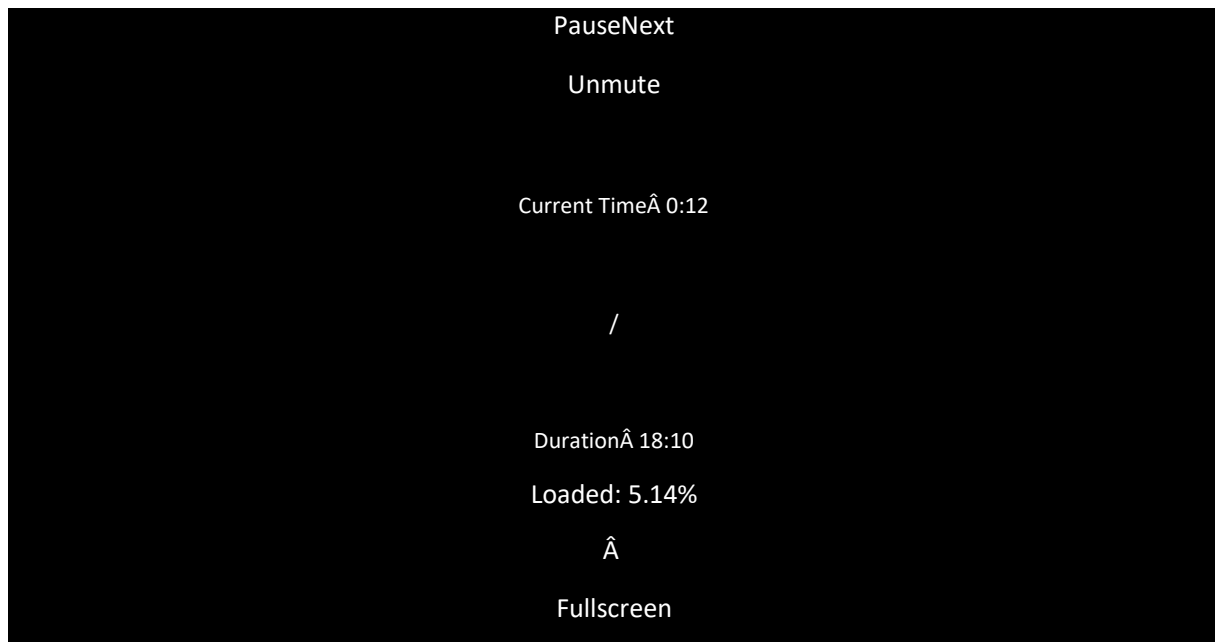 PauseNext
Unmute
Current TimeÂ 0:12
/
DurationÂ 18:10
Loaded: 5.14%
Â
Fullscreen